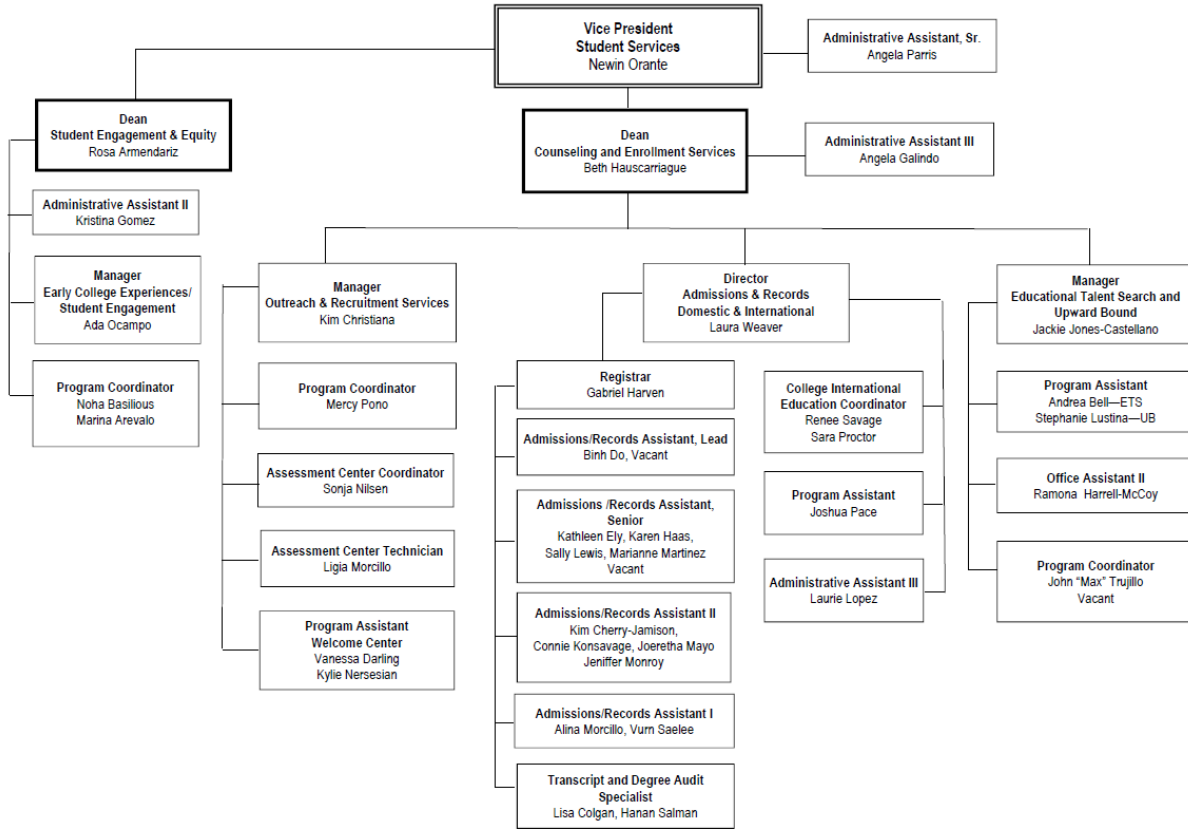 Vice President
Student Services
Newin Orante
Administrative Assistant, Sr.
Angela Parris
Dean
Student Engagement & Equity
Rosa Armendariz
Dean
Counseling and Enrollment Services
Beth Hauscarriague
Administrative Assistant III
Angela Galindo
Administrative Assistant II
Kristina Gomez
Manager
Early College Experiences/
Student Engagement
Ada Ocampo
Program Coordinator
Noha Basilious
Marina Arevalo
Manager
Outreach & Recruitment Services
Kim Christiana
Program Coordinator
Mercy Pono
Assessment Center Coordinator
Sonja Nilsen
Assessment Center Technician
Ligia Morcillo
Program Assistant
Welcome Center
Vanessa Darling
Kylie Nersesian
Director
Admissions & Records
Domestic & International
Laura Weaver
Registrar
Gabriel Harven
Admissions/Records Assistant, Lead
Binh Do, Vacant
Admissions /Records Assistant,
Senior
Kathleen Ely, Karen Haas,
Sally Lewis, Marianne Martinez
Vacant
Admissions/Records Assistant II
Kim Cherry-Jamison,
Connie Konsavage, Joeretha Mayo
Jeniffer Monroy
Admissions/Records Assistant I
Alina Morcillo, Vurn Saelee
Transcript and Degree Audit
Specialist
Lisa Colgan, Hanan Salman
College International
Education Coordinator
Renee Savage
Sara Proctor
Program Assistant
Joshua Pace
Administrative Assistant III
Laurie Lopez
Manager
Educational Talent Search and
Upward Bound
Jackie Jones-Castellano
Program Assistant
Andrea Bell—ETS
Stephanie Lustina—UB
Office Assistant II
Ramona Harrell-McCoy
Program Coordinator
John “Max” Trujillo
Vacant